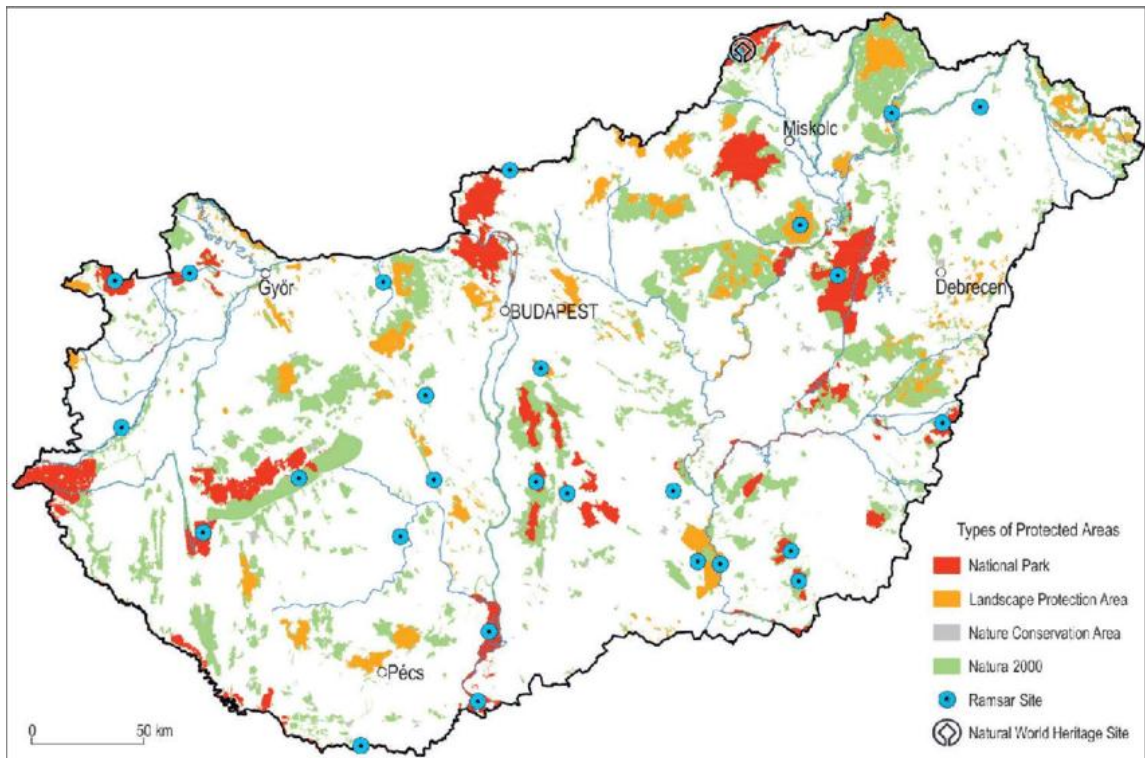 Miskolc
Győr
Debrecen
BUDAPEST
Pécs
Types of Protected Areas
National Park
Landscape Protection Area
Nature Conservation Area
Natura 2000
Ramsar Site
Natural World Heritage Site
0 50 km